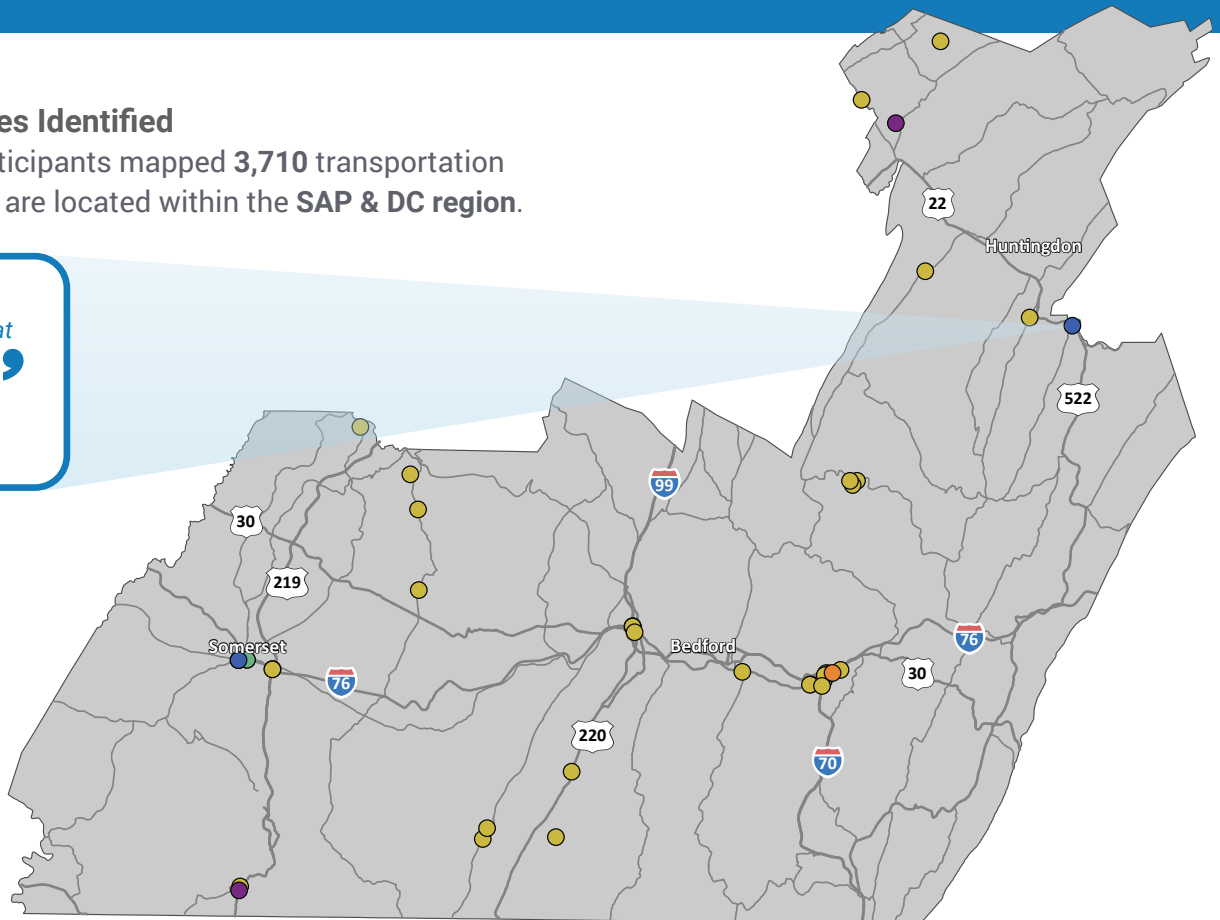 es Identified
ticipants mapped 3,710 transportation
are located within the SAP & DC region.
at
”
22
Huntingdon
522
99
30
219
Somerset
Bedford
76
76
30
220
70